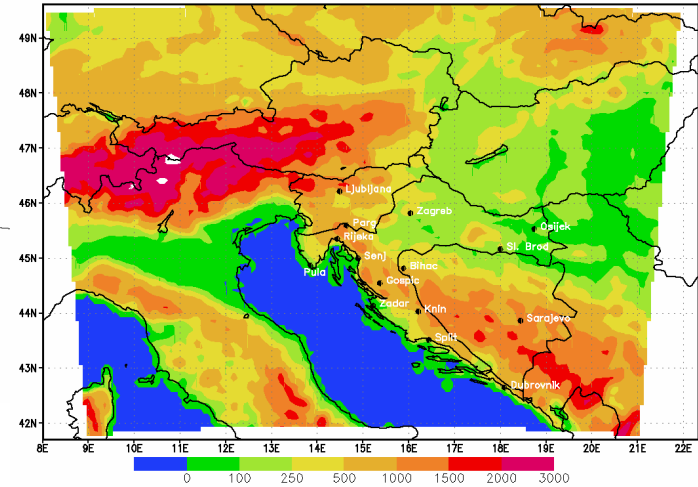 49N
48N
47N
46N
45N
44N
43N
42N
Ljubljana
Zagreb
Parg
Osijek
Rijeka
Sl. Brod
Senj
Bihac
Pula
Gospic
Zadar
Knin
Sarajevo
Split
Dubrovnik
8E 9E 10E 11E 12E 13E 14E 15E 16E 17E 18E 19E 20E 21E 22E
0 100 250 500 1000 1500 2000 3000